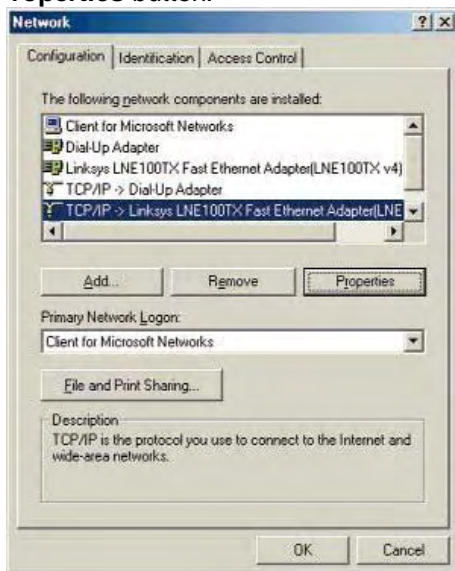 Properties button.
Network
Configuration Identification Access Control
The following network components are installed:
Client for Microsoft Networks
Dial-Up Adapter
Linksys LNE100TX Fast Ethernet Adapter(LNE100TX v4)
TCP/IP -> Dial-Up Adapter
TCP/IP -> Linksys LNE100TX Fast Ethernet Adapter(LNE
Add...
Remove
Properties
Primary Network Logon:
Client for Microsoft Networks
File and Print Sharing...
Description
TCP/IP is the protocol you use to connect to the Internet and
wide-area networks.
OK
Cancel